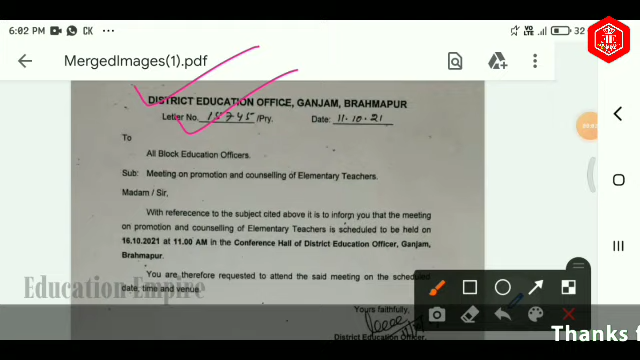 6:02 PM CK ... VO LTE 32
MergedImages(1).pdf
DISTRICT EDUCATION OFFICE, GANJAM, BRAHMAPUR
Letter No. 15745 /Pry. Date: 11.10.21
To
All Block Education Officers.
Sub: Meeting on promotion and counselling of Elementary Teachers.
Madam / Sir,
With referecence to the subject cited above it is to inform you that the meeting
on promotion and counselling of Elementary Teachers is scheduled to be held on
16.10.2021 at 11.00 AM in the Conference Hall of District Education Officer, Ganjam,
Brahmapur.
You are therefore requested to attend the said meeting on the scheduled
date, time and venue
Education Empire
Yours faithfully,
District Education Officer,
Thanks f